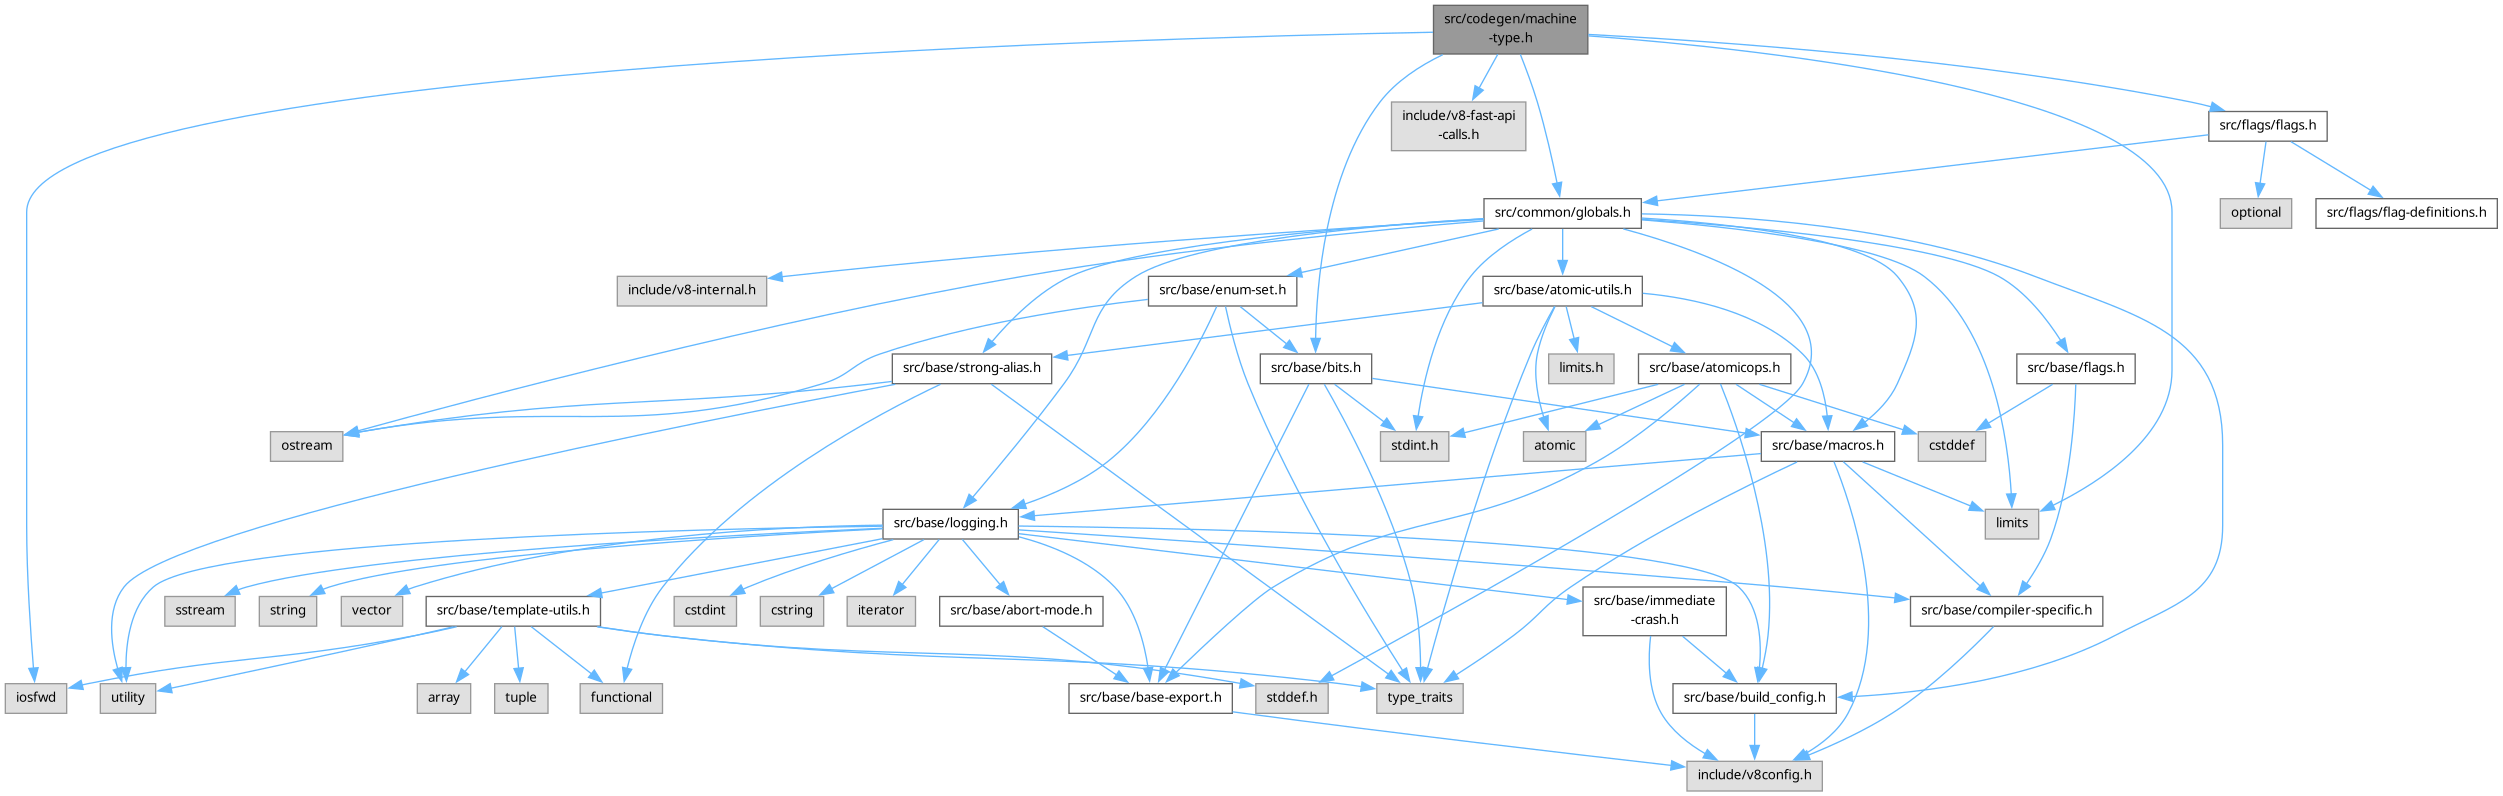 src/codegen/machine
-type.h
include/v8-fast-api
-calls.h
src/flags/flags.h
src/common/globals.h
optional
src/flags/flag-definitions.h
include/v8-internal.h
src/base/enum-set.h
src/base/atomic-utils.h
src/base/strong-alias.h
src/base/bits.h
limits.h
src/base/atomicops.h
src/base/flags.h
ostream
stdint.h
atomic
src/base/macros.h
cstddef
src/base/logging.h
limits
sstream
string
vector
src/base/template-utils.h
cstdint
cstring
iterator
src/base/abort-mode.h
src/base/immediate
-crash.h
src/base/compiler-specific.h
iosfwd
utility
array
tuple
functional
src/base/base-export.h
stddef.h
type_traits
src/base/build_config.h
include/v8config.h